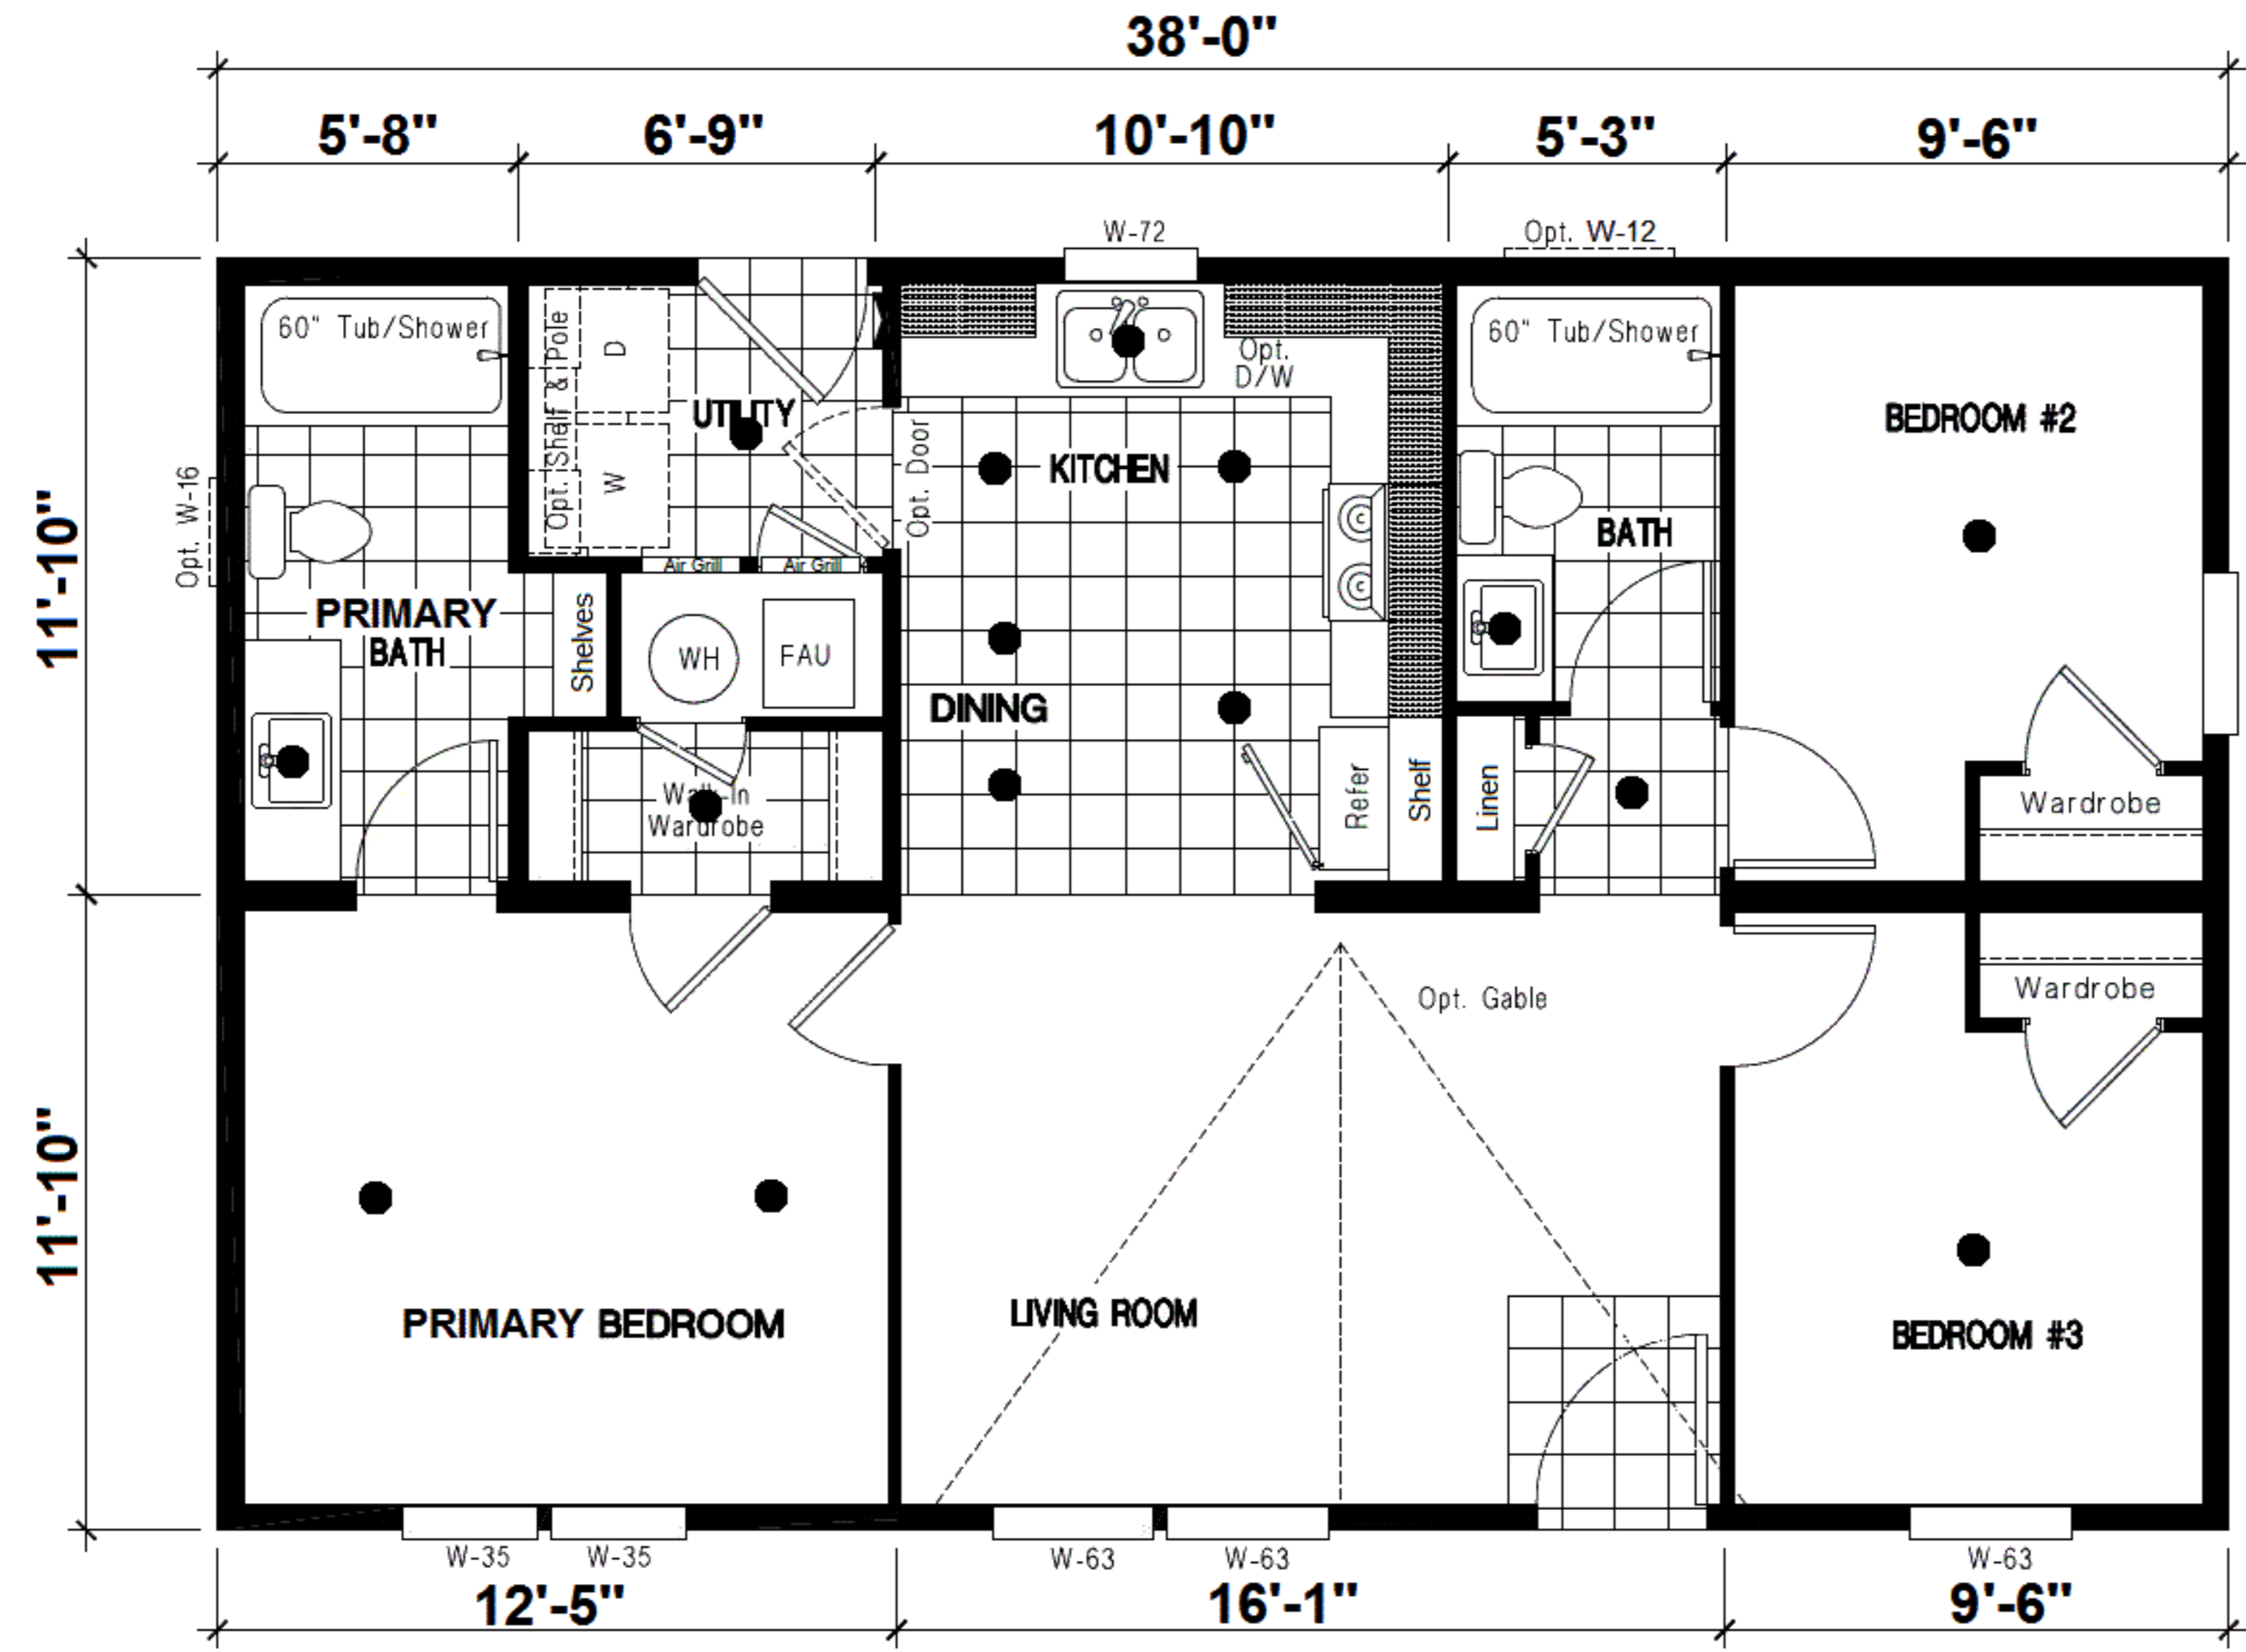 38'-0"
5'-8"
6'-9"
10'-10"
5'-3"
9'-6"
W-72
Opt. W-12
60" Tub/Shower
Opt. Shelf & Pole
D
W
UTILITY
Opt. Door
Opt.
D/W
KITCHEN
60" Tub/Shower
BATH
BEDROOM #2
Opt. W-16
11'-10"
PRIMARY
BATH
Shelves
Air Grill
Air Grill
WH
FAU
DINING
Walk-In
Wardrobe
Refer
Shelf
Linen
Wardrobe
Wardrobe
Opt. Gable
11'-10"
PRIMARY BEDROOM
LIVING ROOM
BEDROOM #3
W-35
W-35
W-63
W-63
W-63
12'-5"
16'-1"
9'-6"